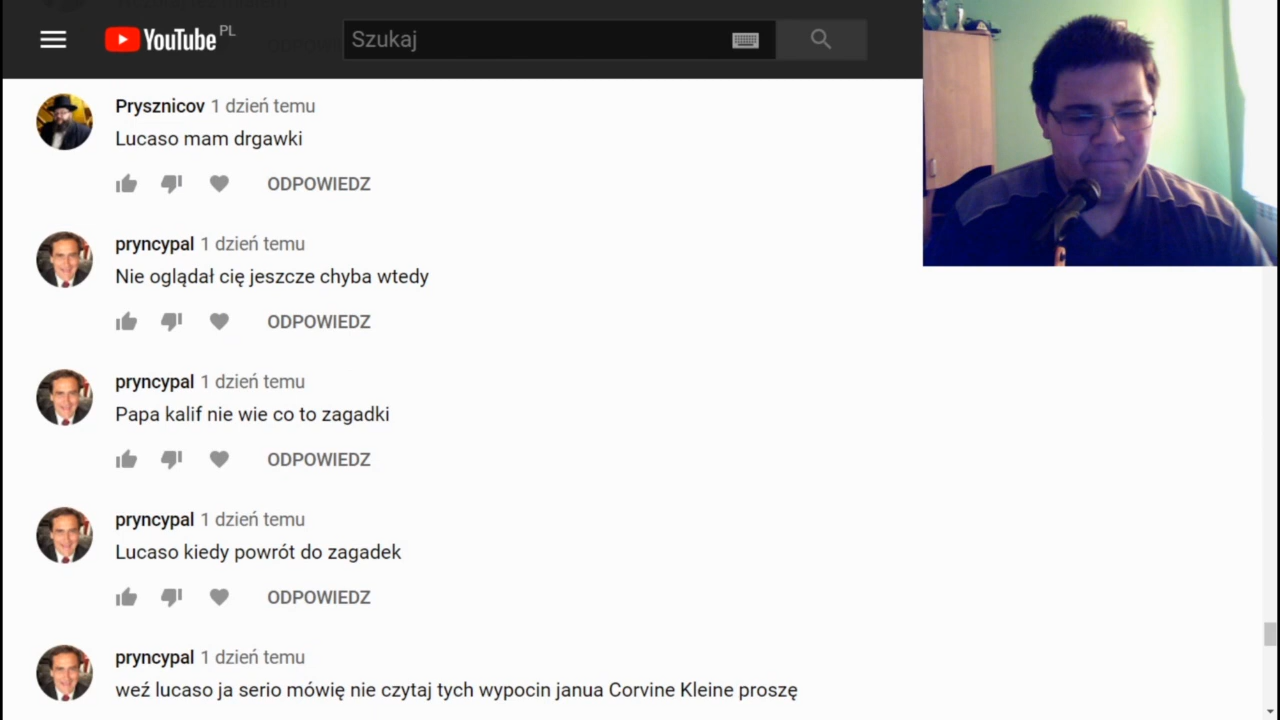 YouTube PL
Szukaj
Prysznicov 1 dzień temu
Lucaso mam drgawki
ODPOWIEDZ
pryncypal 1 dzień temu
Nie oglądał cię jeszcze chyba wtedy
ODPOWIEDZ
pryncypal 1 dzień temu
Papa kalif nie wie co to zagadki
ODPOWIEDZ
pryncypal 1 dzień temu
Lucaso kiedy powrót do zagadek
ODPOWIEDZ
pryncypal 1 dzień temu
weź lucaso ja serio mówię nie czytaj tych wypocin janua Corvine Kleine proszę